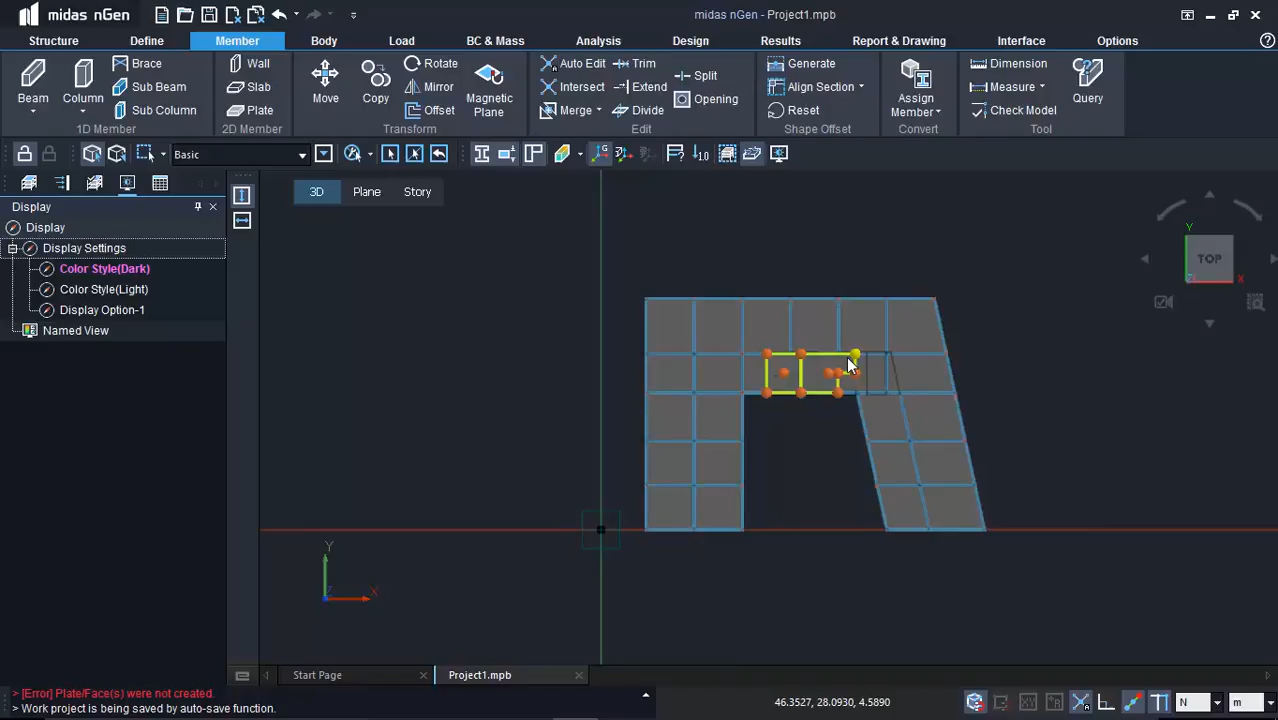 midas nGen
midas nGen - Project1.mpb
Structure Define Member Body Load BC & Mass Analysis Design Results Report & Drawing Interface Options
Beam Column Brace Sub Beam Sub Column
Wall Slab Plate
Move Copy Rotate Mirror Offset Magnetic Plane
Auto Edit Trim Intersect Extend Merge Divide Split Opening
Generate Align Section Reset
Assign Member
Dimension Measure Check Model Query
1D Member 2D Member Transform Edit Shape Offset Convert Tool
Basic
1.0
Display
3D Plane Story
Display
Display Settings
Color Style(Dark)
Color Style(Light)
Display Option-1
Named View
Y
TOP
X
Y
X
Z
Start Page Project1.mpb
> [Error] Plate/Face(s) were not created.
> Work project is being saved by auto-save function.
46.3527, 28.0930, 4.5890
N m